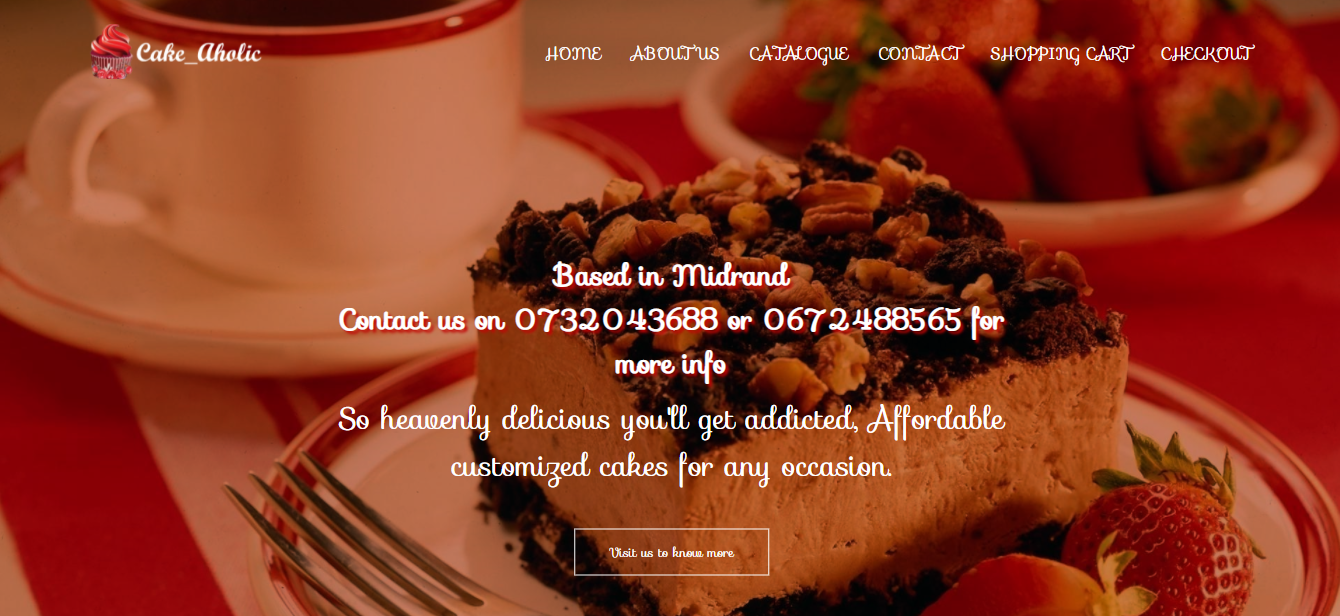 Cake_Aholic
HOME ABOUT US CATALOGUE CONTACT SHOPPING CART CHECKOUT
Based in Midrand
Contact us on 0732043688 or 0672488565 for
more info
So heavenly delicious you'll get addicted, Affordable
customized cakes for any occasion.
Visit us to know more